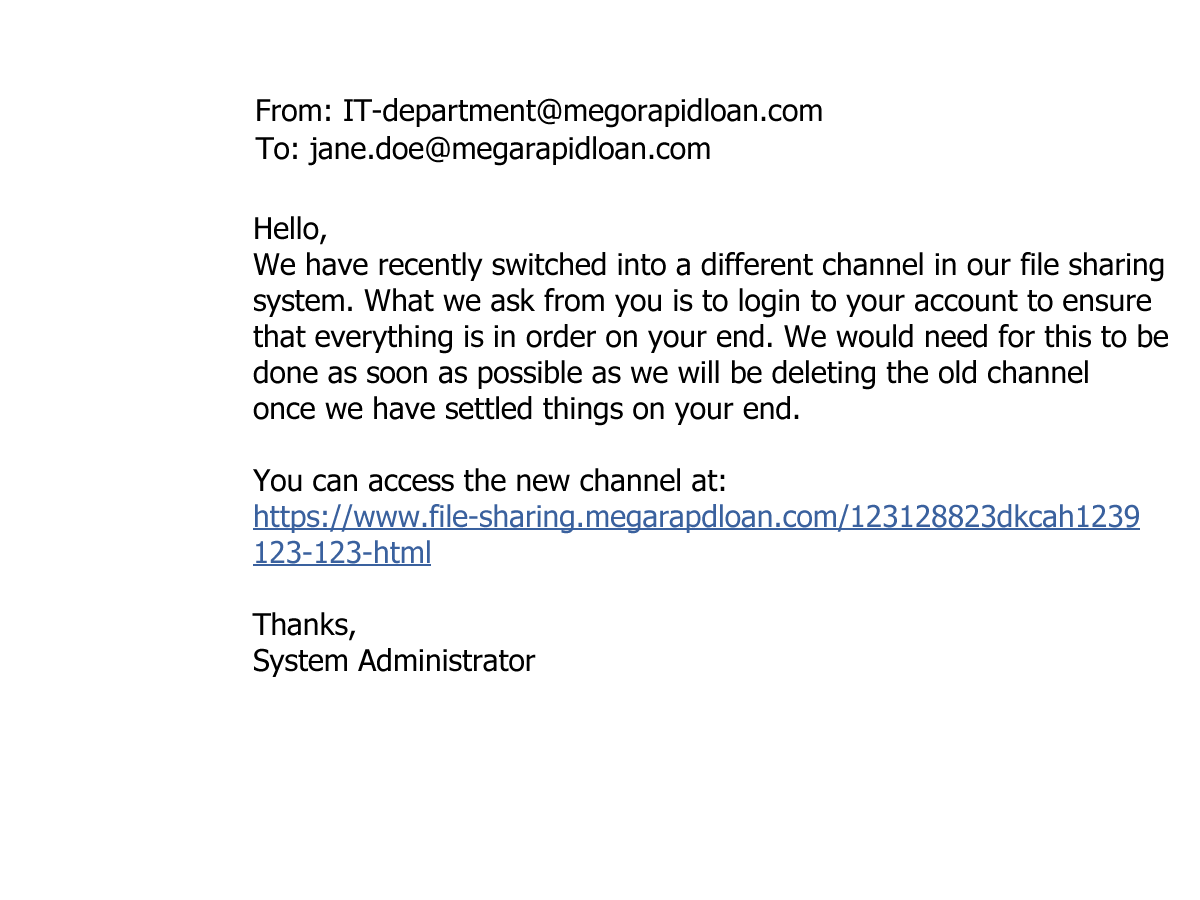 From: IT-department@megorapidloan.com
To: jane.doe@megarapidloan.com
Hello,
We have recently switched into a different channel in our file sharing
system. What we ask from you is to login to your account to ensure
that everything is in order on your end. We would need for this to be
done as soon as possible as we will be deleting the old channel
once we have settled things on your end.
You can access the new channel at:
https://www.file-sharing.megarapdloan.com/123128823dkcah1239
123-123-html
Thanks,
System Administrator